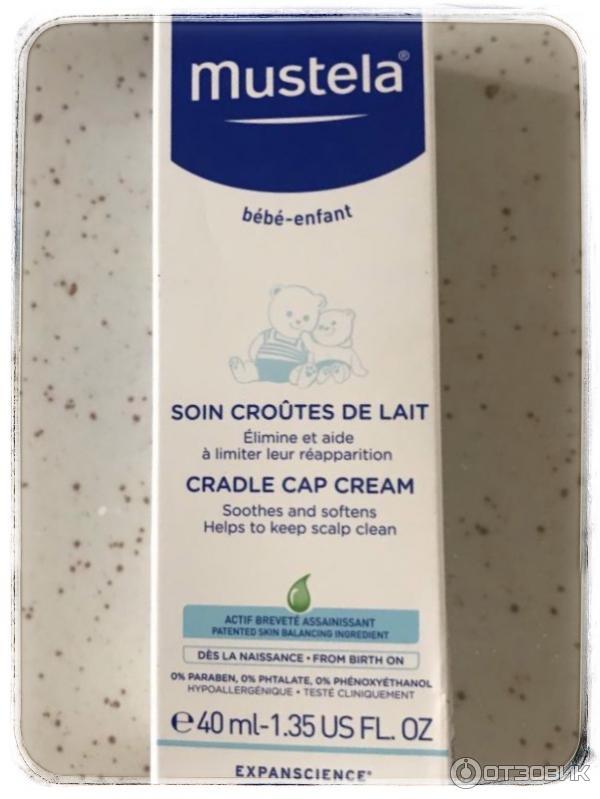 mustela®
bébé-enfant
SOIN CROÛTES DE LAIT
Élimine et aide
à limiter leur réapparition
CRADLE CAP CREAM
Soothes and softens
Helps to keep scalp clean
ACTIF BREVETÉ ASSAINISSANT
PATENTED SKIN BALANCING INGREDIENT
DÈS LA NAISSANCE • FROM BIRTH ON
0% PARABEN, 0% PHTALATE, 0% PHÉNOXYÉTHANOL
HYPOALLERGÉNIQUE • TESTÉ CLINIQUEMENT
℮ 40 ml-1.35 US FL. OZ
EXPANSCIENCE®
ОТЗОВИК